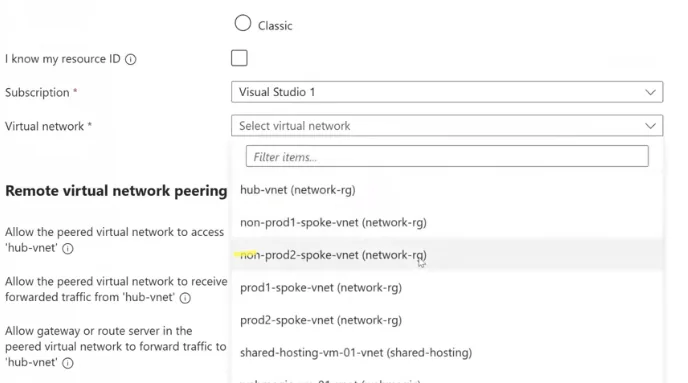 Classic
I know my resource ID
Subscription *
Visual Studio 1
Virtual network *
Select virtual network
Filter items...
hub-vnet (network-rg)
non-prod1-spoke-vnet (network-rg)
non-prod2-spoke-vnet (network-rg)
prod1-spoke-vnet (network-rg)
prod2-spoke-vnet (network-rg)
shared-hosting-vm-01-vnet (shared-hosting)
Remote virtual network peering
Allow the peered virtual network to access
'hub-vnet'
Allow the peered virtual network to receive
forwarded traffic from 'hub-vnet'
Allow gateway or route server in the
peered virtual network to forward traffic to
'hub-vnet'